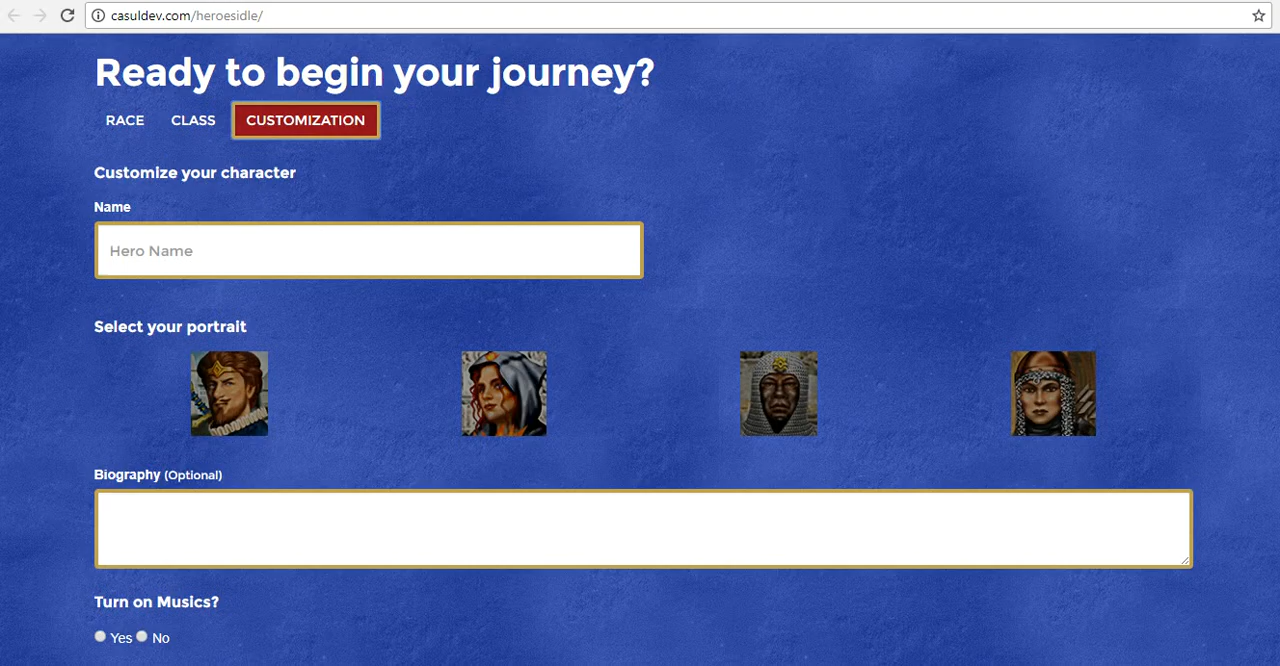 casuldev.com/heroesidle/
Ready to begin your journey?
RACE CLASS CUSTOMIZATION
Customize your character
Name
Hero Name
Select your portrait
Biography (Optional)
Turn on Musics?
Yes No